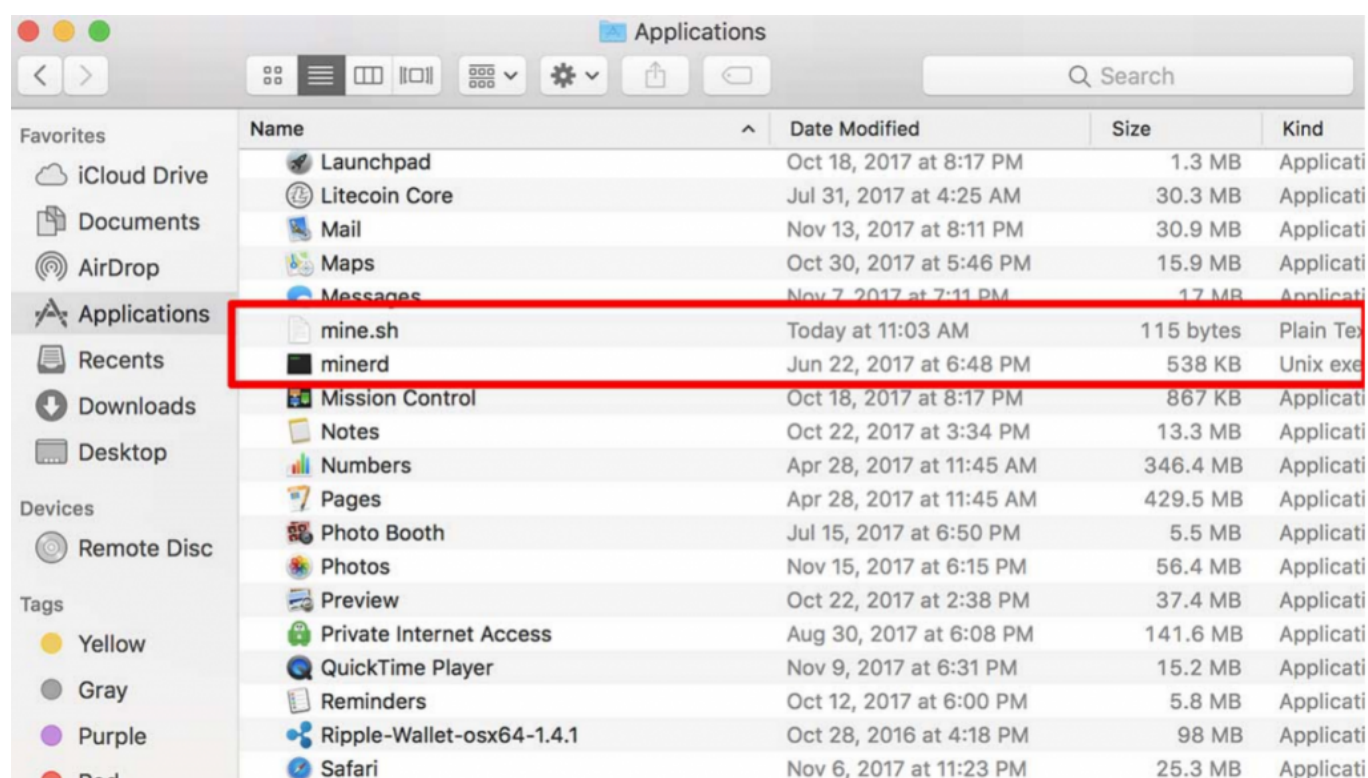 Applications
Search
Favorites
iCloud Drive
Documents
AirDrop
Applications
Recents
Downloads
Desktop
Devices
Remote Disc
Tags
Yellow
Gray
Purple
Red
Name Date Modified Size Kind
Launchpad Oct 18, 2017 at 8:17 PM 1.3 MB Applicati
Litecoin Core Jul 31, 2017 at 4:25 AM 30.3 MB Applicati
Mail Nov 13, 2017 at 8:11 PM 30.9 MB Applicati
Maps Oct 30, 2017 at 5:46 PM 15.9 MB Applicati
Messages Nov 7, 2017 at 7:11 PM 17 MB Applicati
mine.sh Today at 11:03 AM 115 bytes Plain Tex
minerd Jun 22, 2017 at 6:48 PM 538 KB Unix exe
Mission Control Oct 18, 2017 at 8:17 PM 867 KB Applicati
Notes Oct 22, 2017 at 3:34 PM 13.3 MB Applicati
Numbers Apr 28, 2017 at 11:45 AM 346.4 MB Applicati
Pages Apr 28, 2017 at 11:45 AM 429.5 MB Applicati
Photo Booth Jul 15, 2017 at 6:50 PM 5.5 MB Applicati
Photos Nov 15, 2017 at 6:15 PM 56.4 MB Applicati
Preview Oct 22, 2017 at 2:38 PM 37.4 MB Applicati
Private Internet Access Aug 30, 2017 at 6:08 PM 141.6 MB Applicati
QuickTime Player Nov 9, 2017 at 6:31 PM 15.2 MB Applicati
Reminders Oct 12, 2017 at 6:00 PM 5.8 MB Applicati
Ripple-Wallet-osx64-1.4.1 Oct 28, 2016 at 4:18 PM 98 MB Applicati
Safari Nov 6, 2017 at 11:23 PM 25.3 MB Applicati